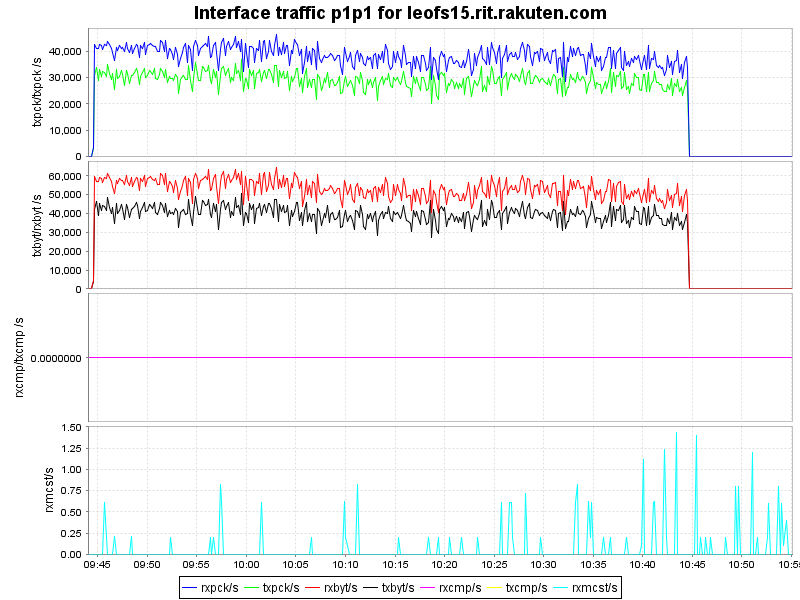 Interface traffic p1p1 for leofs15.rit.rakuten.com
txpck/txpck /s
40,000
30,000
20,000
10,000
0
txbyt/rxbyt /s
60,000
50,000
40,000
30,000
20,000
10,000
0
rxcmp/txcmp /s
0.0000000
rxmcst/s
1.50
1.25
1.00
0.75
0.50
0.25
0.00
09:45 09:50 09:55 10:00 10:05 10:10 10:15 10:20 10:25 10:30 10:35 10:40 10:45 10:50 10:55
rxpck/s txpck/s rxbyt/s txbyt/s rxcmp/s txcmp/s rxmcst/s